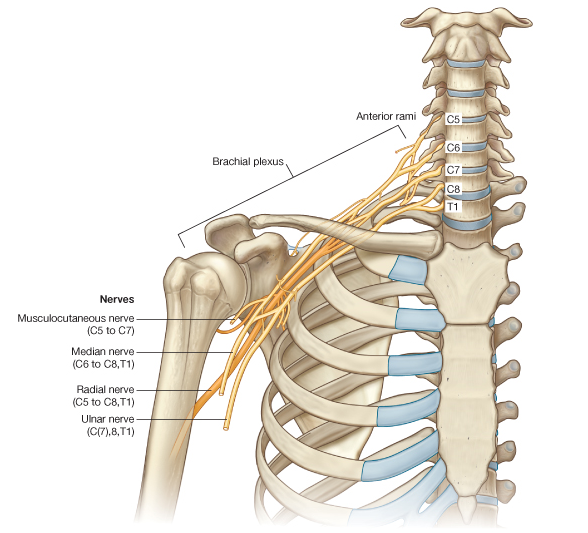 Anterior rami
C5
C6
Brachial plexus
C7
C8
T1
Nerves
Musculocutaneous nerve
(C5 to C7)
Median nerve
(C6 to C8,T1)
Radial nerve
(C5 to C8,T1)
Ulnar nerve
(C(7),8,T1)